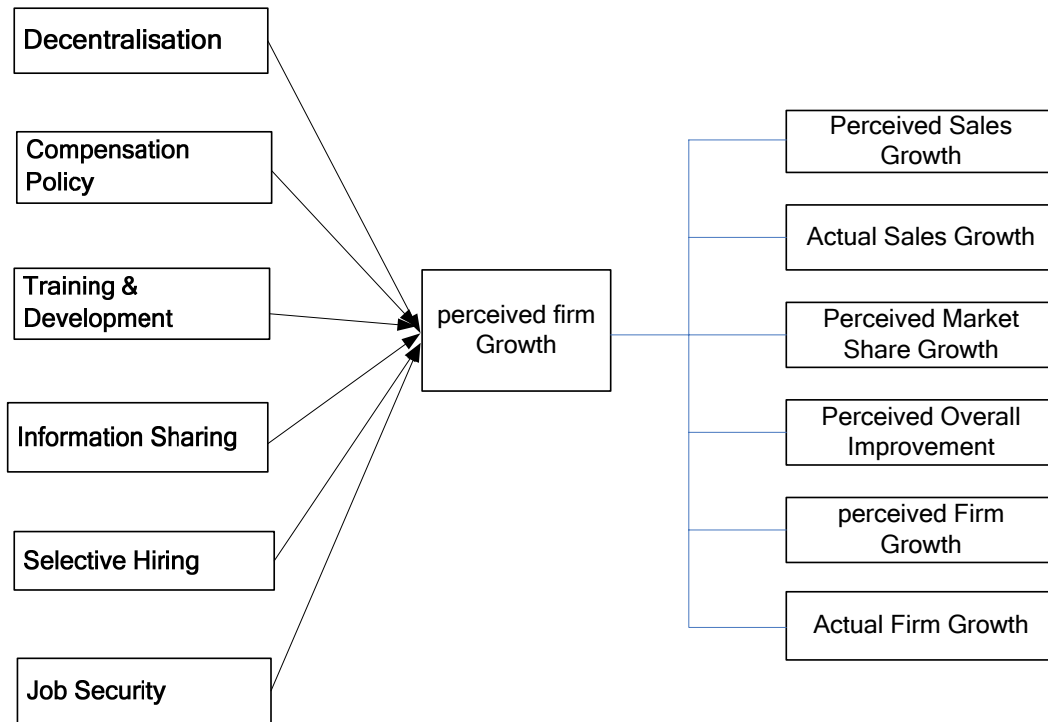 Decentralisation
Compensation
Policy
Training &
Development
Information Sharing
Selective Hiring
Job Security
perceived firm
Growth
Perceived Sales
Growth
Actual Sales Growth
Perceived Market
Share Growth
Perceived Overall
Improvement
perceived Firm
Growth
Actual Firm Growth